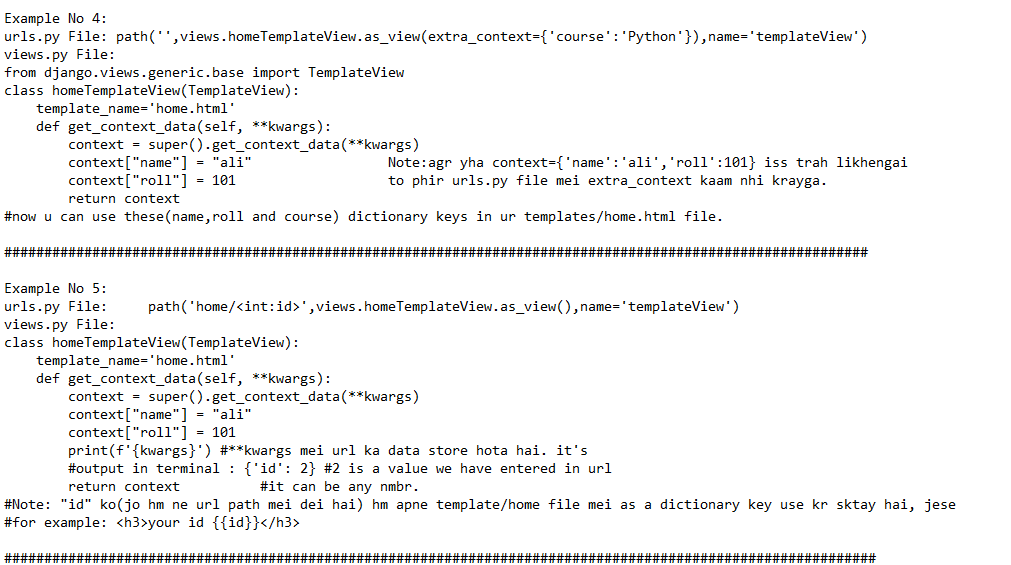 Example No 4:
urls.py File: path('',views.homeTemplateView.as_view(extra_context={'course':'Python'}),name='templateView')
views.py File:
from django.views.generic.base import TemplateView
class homeTemplateView(TemplateView):
    template_name='home.html'
    def get_context_data(self, **kwargs):
        context = super().get_context_data(**kwargs)
        context["name"] = "ali"                 Note:agr yha context={'name':'ali','roll':101} iss trah likhengai
        context["roll"] = 101                   to phir urls.py file mei extra_context kaam nhi krayga.
        return context
#now u can use these(name,roll and course) dictionary keys in ur templates/home.html file.
############################################################################################################
Example No 5:
urls.py File:     path('home/<int:id>',views.homeTemplateView.as_view(),name='templateView')
views.py File:
class homeTemplateView(TemplateView):
    template_name='home.html'
    def get_context_data(self, **kwargs):
        context = super().get_context_data(**kwargs)
        context["name"] = "ali"
        context["roll"] = 101
        print(f'{kwargs}') #**kwargs mei url ka data store hota hai. it's
        #output in terminal : {'id': 2} #2 is a value we have entered in url
        return context          #it can be any nmbr.
#Note: "id" ko(jo hm ne url path mei dei hai) hm apne template/home file mei as a dictionary key use kr sktay hai, jese
#for example: <h3>your id {{id}}</h3>
#############################################################################################################